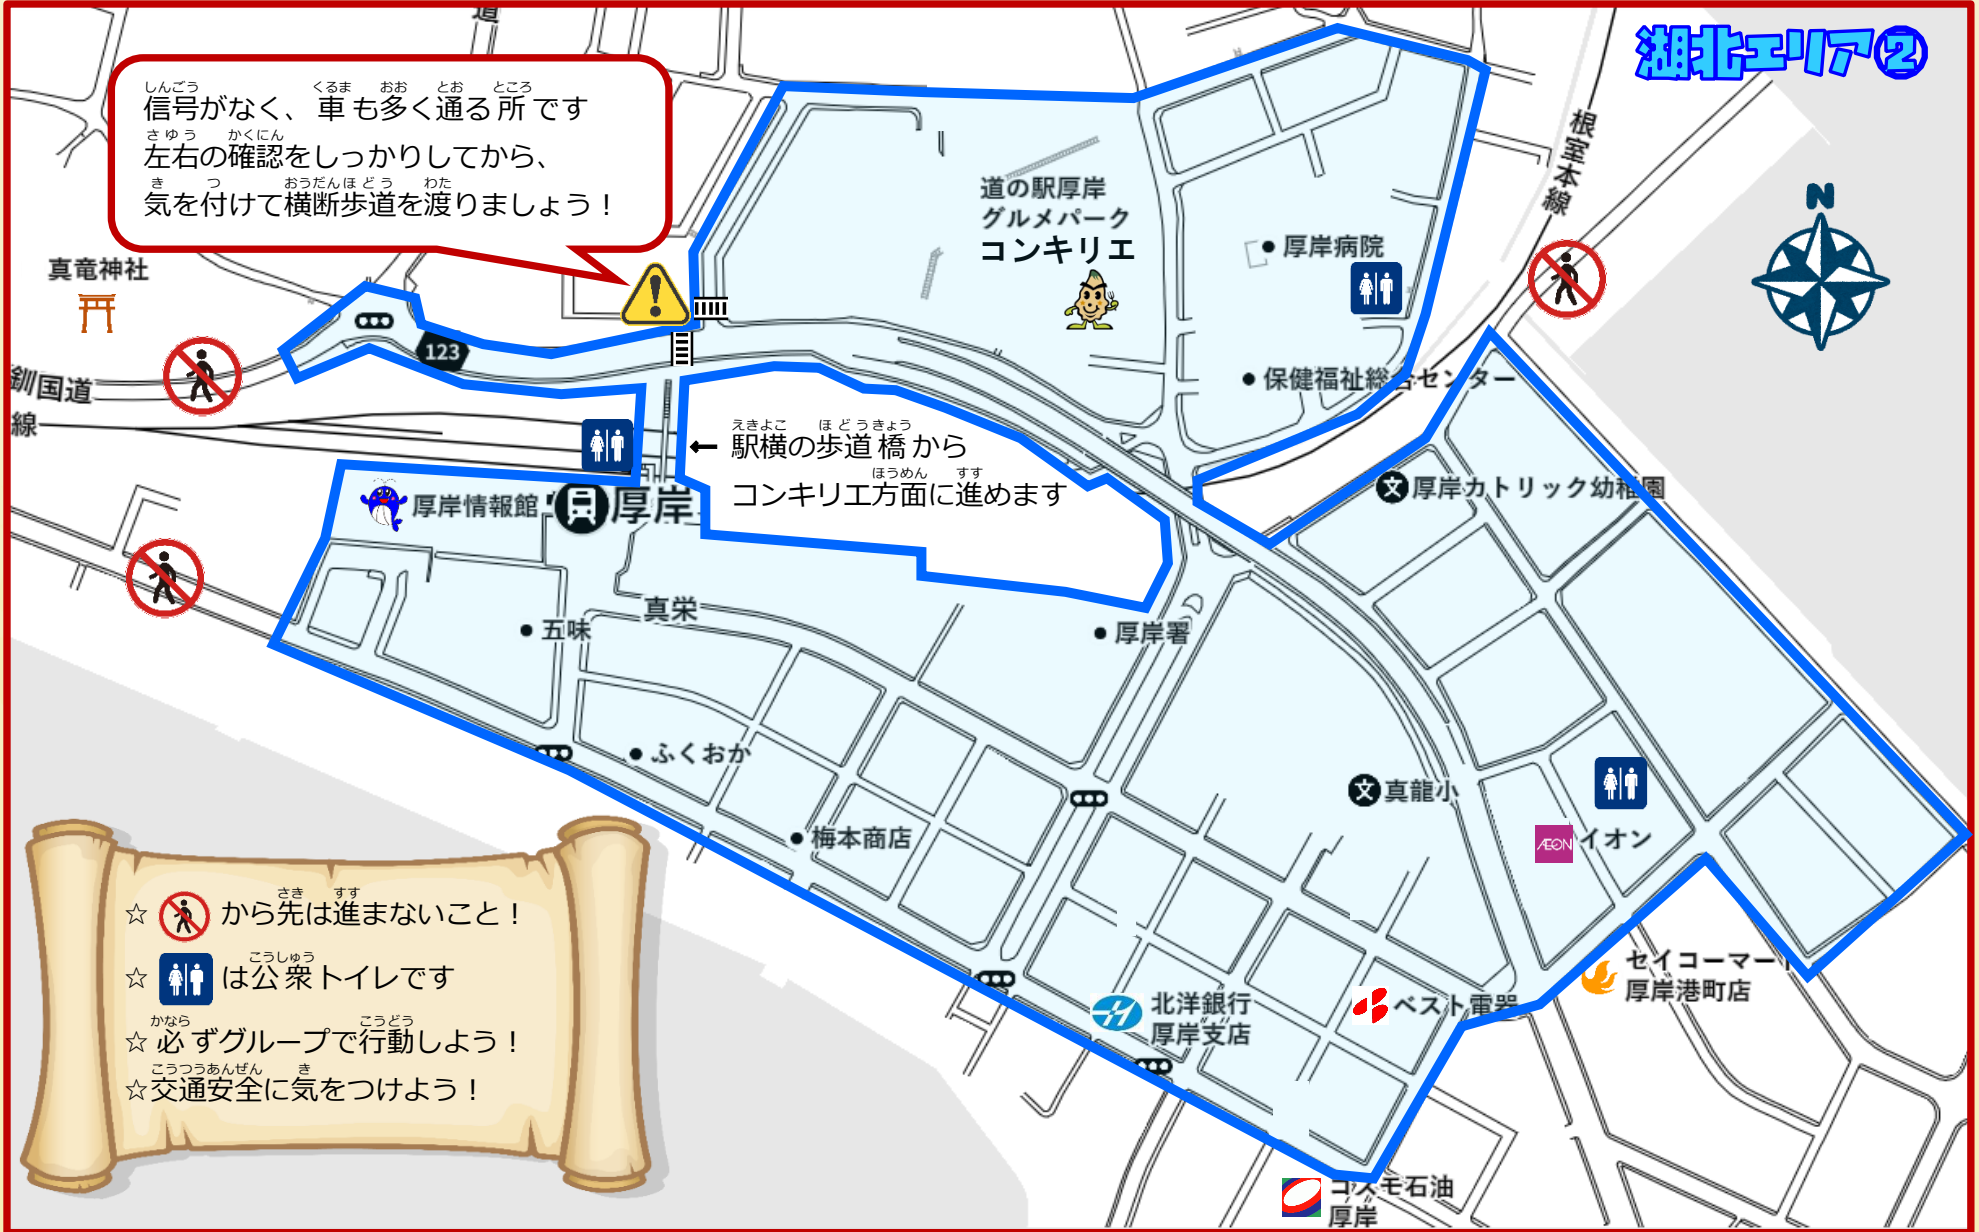 湖北エリア②
道
しんごう くるま おお とお ところ
信号がなく、車も多く通る所です
さゆう かくにん
左右の確認をしっかりしてから、
き つ おうだんほどう わた
気を付けて横断歩道を渡りましょう！
根室本線
N
道の駅厚岸
グルメパーク
コンキリエ
厚岸病院
真竜神社
123
保健福祉総合センター
釧国道
線
えきよこ ほどうきょう
← 駅横の歩道橋から
ほうめん すす
コンキリエ方面に進めます
文 厚岸カトリック幼稚園
厚岸情報館
厚岸
真栄
五味
厚岸署
ふくおか
文 真龍小
梅本商店
ÆON イオン
さき すす
☆ から先は進まないこと！
こうしゅう
☆ は公衆トイレです
かなら こうどう
☆必ずグループで行動しよう！
こうつうあんぜん き
☆交通安全に気をつけよう！
セイコーマート
厚岸港町店
北洋銀行
厚岸支店
ベスト電器
コスモ石油
厚岸